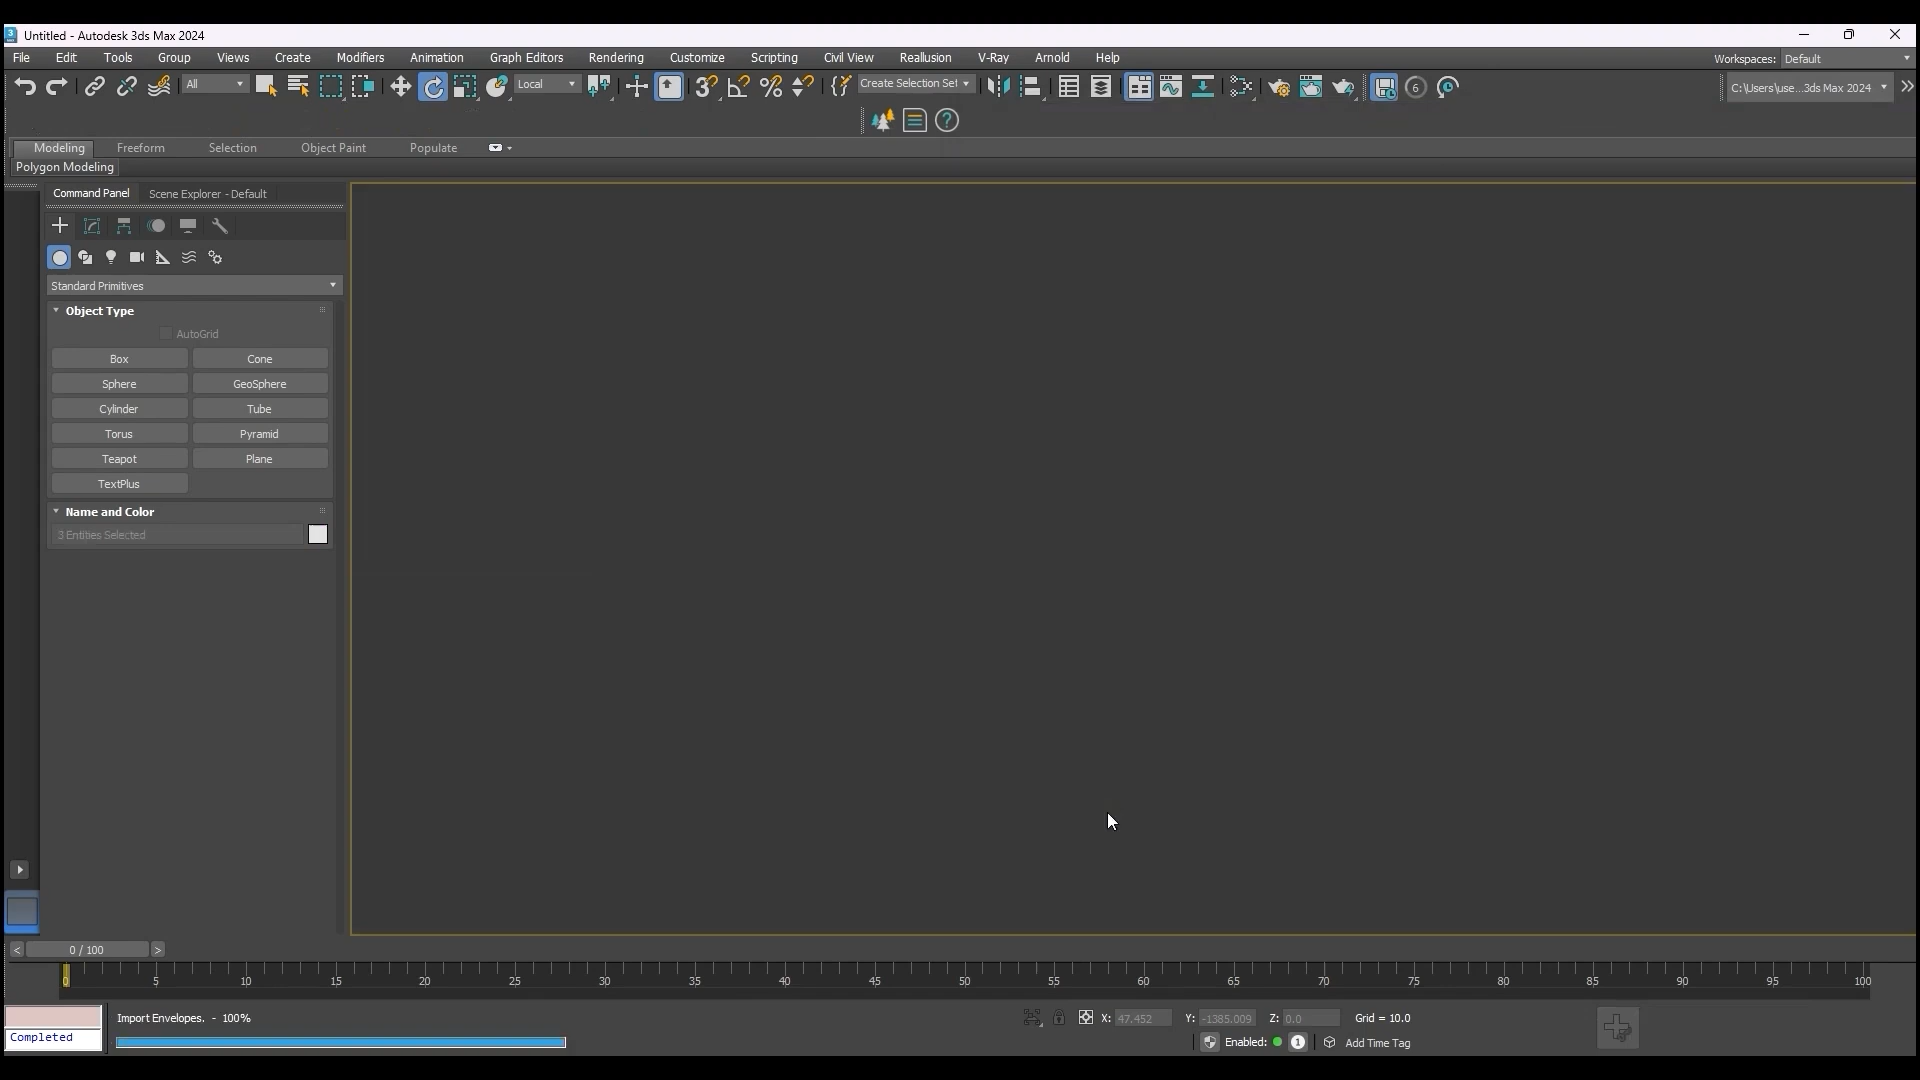 Untitled - Autodesk 3ds Max 2024
File Edit Tools Group Views Create Modifiers Animation Graph Editors Rendering Customize Scripting Civil View Reallusion V-Ray Arnold Help Workspaces: Default
All Local 3 Create Selection Set 6 C:\Users\use...3ds Max 2024
Modeling Freeform Selection Object Paint Populate
Polygon Modeling
Command Panel Scene Explorer - Default
Standard Primitives
Object Type
AutoGrid
Box Cone
Sphere GeoSphere
Cylinder Tube
Torus Pyramid
Teapot Plane
TextPlus
Name and Color
3 Entities Selected
< 0 / 100 >
0 5 10 15 20 25 30 35 40 45 50 55 60 65 70 75 80 85 90 95 100
Import Envelopes. - 100% X: 47.452 Y: -1385.009 Z: 0.0 Grid = 10.0
Completed Enabled: 1 Add Time Tag